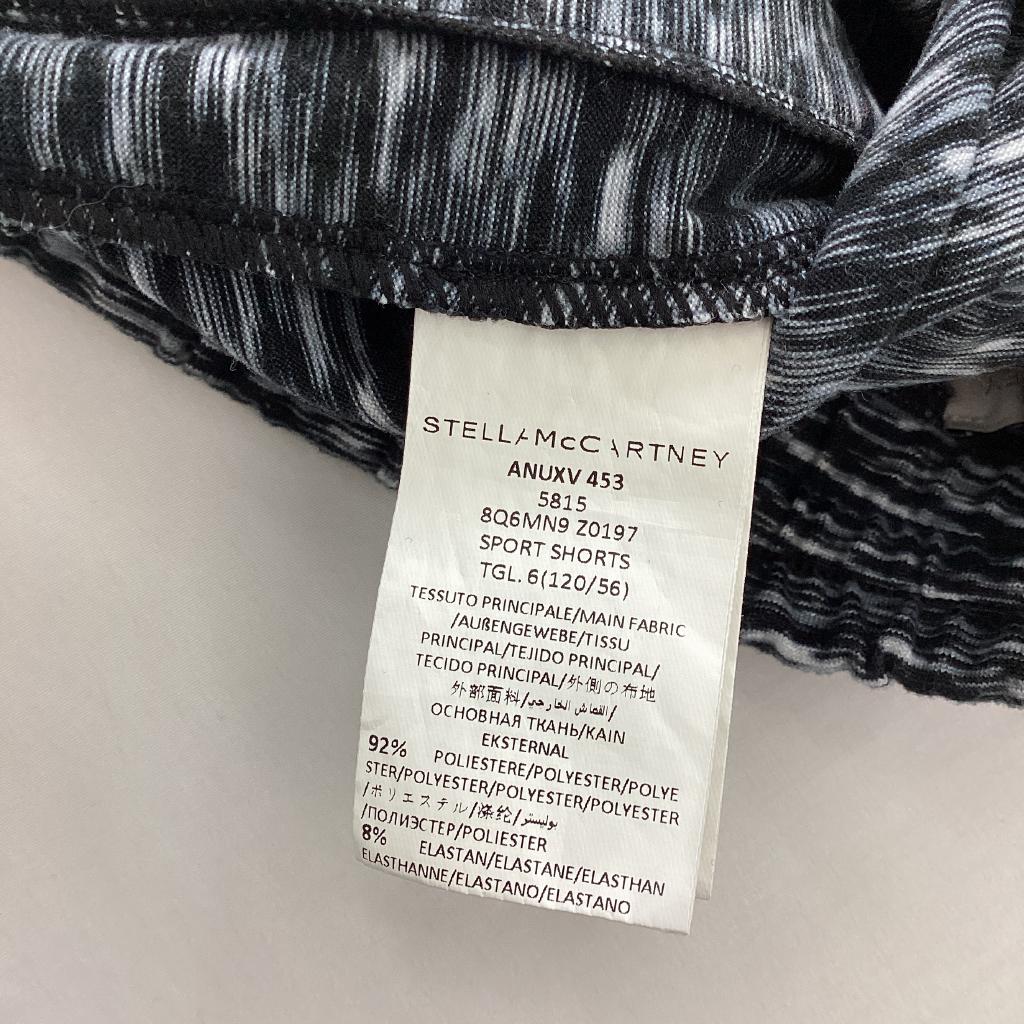 STELLAMcCARTNEY
ANUXV 453
5815
8Q6MN9 Z0197
SPORT SHORTS
TGL. 6(120/56)
TESSUTO PRINCIPALE/MAIN FABRIC
/AUßENGEWEBE/TISSU
PRINCIPAL/TEJIDO PRINCIPAL/
TECIDO PRINCIPAL/外側の布地
外部面料/القماش الخارجي/
ОСНОВНАЯ ТКАНЬ/KAIN
EKSTERNAL
92% POLIESTERE/POLYESTER/POLYE
STER/POLYESTER/POLYESTER/POLYESTER
/ポリエステル/涤纶/بوليستر
/ПОЛИЭСТЕР/POLIESTER
8% ELASTAN/ELASTANE/ELASTHAN
ELASTHANNE/ELASTANO/ELASTANO